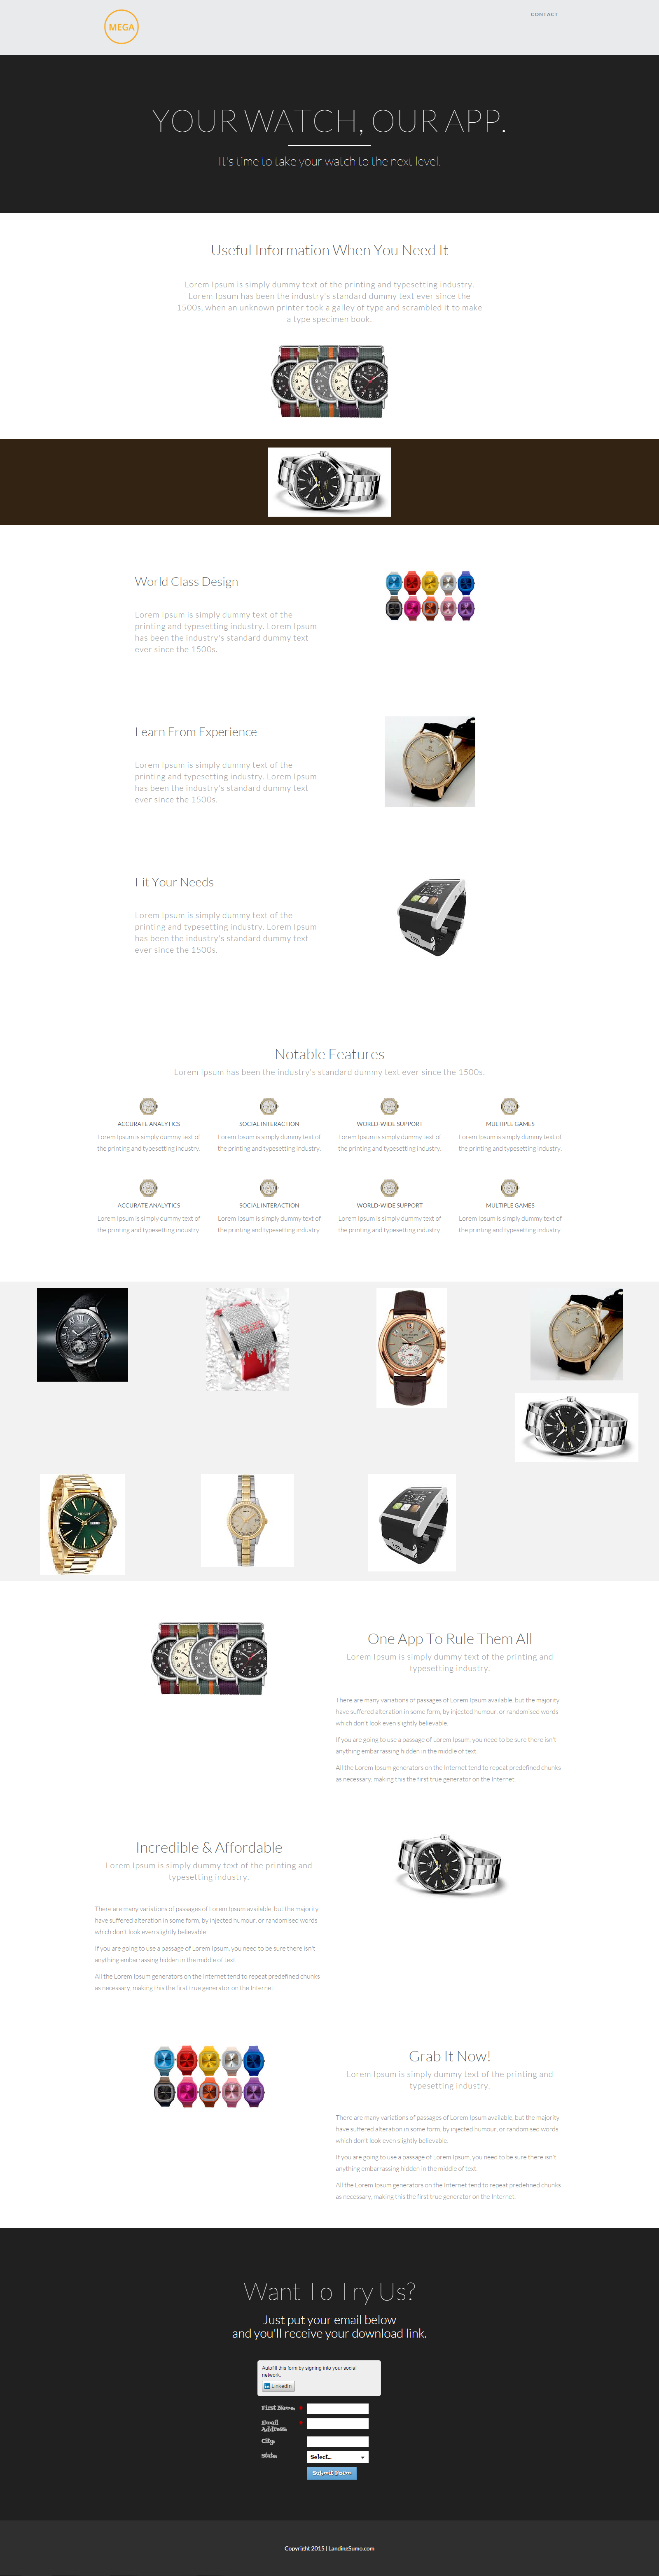 MEGA
CONTACT
YOUR WATCH, OUR APP.
It's time to take your watch to the next level.
Useful Information When You Need It
Lorem Ipsum is simply dummy text of the printing and typesetting industry.
Lorem Ipsum has been the industry's standard dummy text ever since the
1500s, when an unknown printer took a galley of type and scrambled it to make
a type specimen book.
World Class Design
Lorem Ipsum is simply dummy text of the
printing and typesetting industry. Lorem Ipsum
has been the industry's standard dummy text
ever since the 1500s.
Learn From Experience
Lorem Ipsum is simply dummy text of the
printing and typesetting industry. Lorem Ipsum
has been the industry's standard dummy text
ever since the 1500s.
Fit Your Needs
Lorem Ipsum is simply dummy text of the
printing and typesetting industry. Lorem Ipsum
has been the industry's standard dummy text
ever since the 1500s.
Notable Features
Lorem Ipsum has been the industry's standard dummy text ever since the 1500s.
ACCURATE ANALYTICS
Lorem Ipsum is simply dummy text of
the printing and typesetting industry.
SOCIAL INTERACTION
Lorem Ipsum is simply dummy text of
the printing and typesetting industry.
WORLD-WIDE SUPPORT
Lorem Ipsum is simply dummy text of
the printing and typesetting industry.
MULTIPLE GAMES
Lorem Ipsum is simply dummy text of
the printing and typesetting industry.
ACCURATE ANALYTICS
Lorem Ipsum is simply dummy text of
the printing and typesetting industry.
SOCIAL INTERACTION
Lorem Ipsum is simply dummy text of
the printing and typesetting industry.
WORLD-WIDE SUPPORT
Lorem Ipsum is simply dummy text of
the printing and typesetting industry.
MULTIPLE GAMES
Lorem Ipsum is simply dummy text of
the printing and typesetting industry.
13:25
12:45
One App To Rule Them All
Lorem Ipsum is simply dummy text of the printing and
typesetting industry.
There are many variations of passages of Lorem Ipsum available, but the majority
have suffered alteration in some form, by injected humour, or randomised words
which don't look even slightly believable.
If you are going to use a passage of Lorem Ipsum, you need to be sure there isn't
anything embarrassing hidden in the middle of text.
All the Lorem Ipsum generators on the Internet tend to repeat predefined chunks
as necessary, making this the first true generator on the Internet.
Incredible & Affordable
Lorem Ipsum is simply dummy text of the printing and
typesetting industry.
There are many variations of passages of Lorem Ipsum available, but the majority
have suffered alteration in some form, by injected humour, or randomised words
which don't look even slightly believable.
If you are going to use a passage of Lorem Ipsum, you need to be sure there isn't
anything embarrassing hidden in the middle of text.
All the Lorem Ipsum generators on the Internet tend to repeat predefined chunks
as necessary, making this the first true generator on the Internet.
Grab It Now!
Lorem Ipsum is simply dummy text of the printing and
typesetting industry.
There are many variations of passages of Lorem Ipsum available, but the majority
have suffered alteration in some form, by injected humour, or randomised words
which don't look even slightly believable.
If you are going to use a passage of Lorem Ipsum, you need to be sure there isn't
anything embarrassing hidden in the middle of text.
All the Lorem Ipsum generators on the Internet tend to repeat predefined chunks
as necessary, making this the first true generator on the Internet.
Want To Try Us?
Just put your email below
and you'll receive your download link.
Autofill this form by signing into your social
network:
in LinkedIn
First Name: *
Email *
Address:
City:
State:
Select...
Submit Form
Copyright 2015 | LandingSumo.com